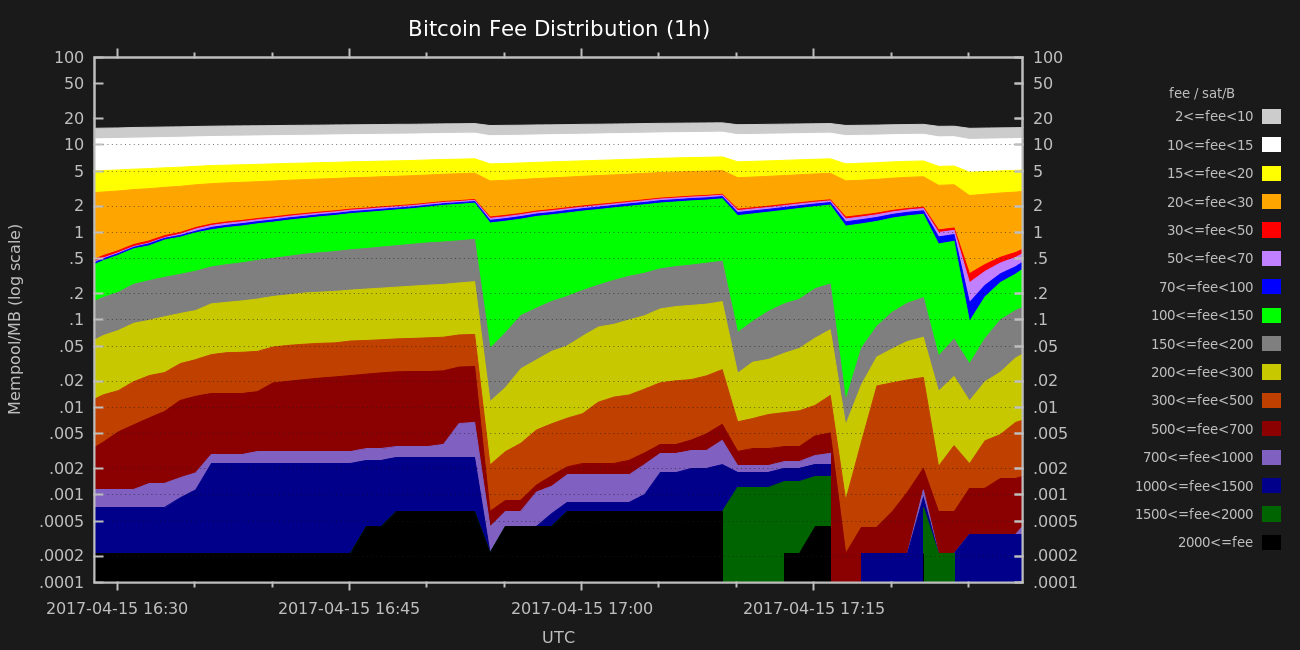 Bitcoin Fee Distribution (1h)
100 100
50 50
20 20
10 10
5 5
2 2
1 1
.5 .5
.2 .2
.1 .1
.05 .05
.02 .02
.01 .01
.005 .005
.002 .002
.001 .001
.0005 .0005
.0002 .0002
.0001 .0001
Mempool/MB (log scale)
2017-04-15 16:30 2017-04-15 16:45 2017-04-15 17:00 2017-04-15 17:15
UTC
fee / sat/B
2<=fee<10
10<=fee<15
15<=fee<20
20<=fee<30
30<=fee<50
50<=fee<70
70<=fee<100
100<=fee<150
150<=fee<200
200<=fee<300
300<=fee<500
500<=fee<700
700<=fee<1000
1000<=fee<1500
1500<=fee<2000
2000<=fee